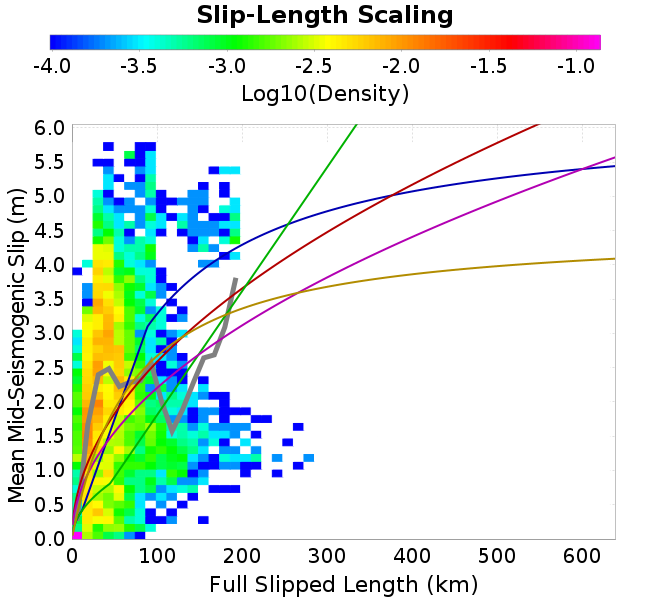 Slip-Length Scaling
-4.0 -3.5 -3.0 -2.5 -2.0 -1.5 -1.0
Log10(Density)
6.0
5.5
5.0
4.5
4.0
3.5
3.0
2.5
2.0
1.5
1.0
0.5
0.0
Mean Mid-Seismogenic Slip (m)
0 100 200 300 400 500 600
Full Slipped Length (km)